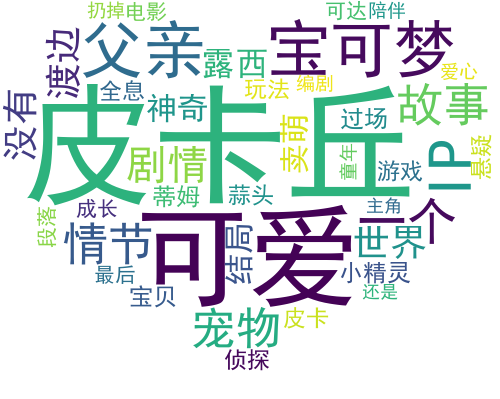 扔掉
电影
可达
陪伴
父亲
宝可梦
渡边
露西
爱心
没有
全息
神奇
玩法
编剧
故事
皮卡丘
过场
剧情
卖萌
童年
游戏
IP
悬疑
蒂姆
蒜头
主角
段落
成长
可爱
一个
情节
结局
世界
最后
小精灵
宝贝
还是
宠物
皮卡
侦探